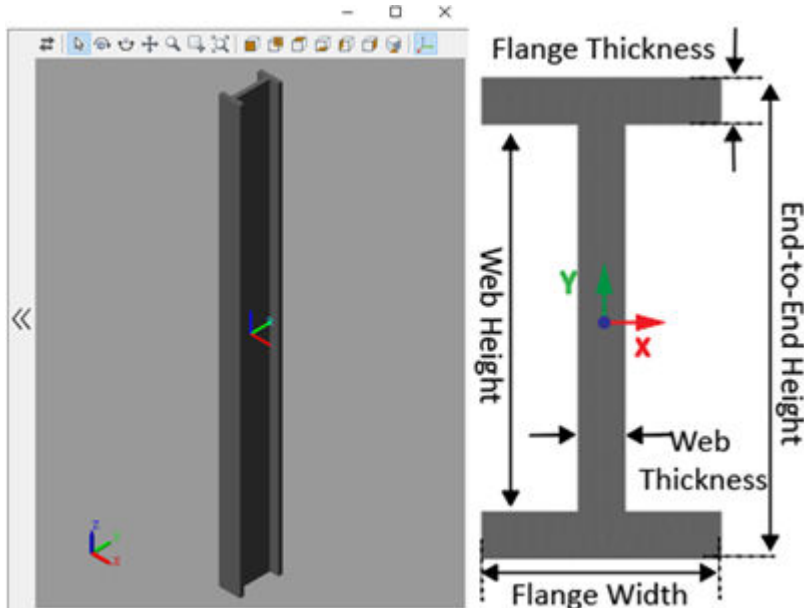 Flange Thickness
Web Height
Y
X
End-to-End Height
Web
Thickness
Flange Width
z
y
x